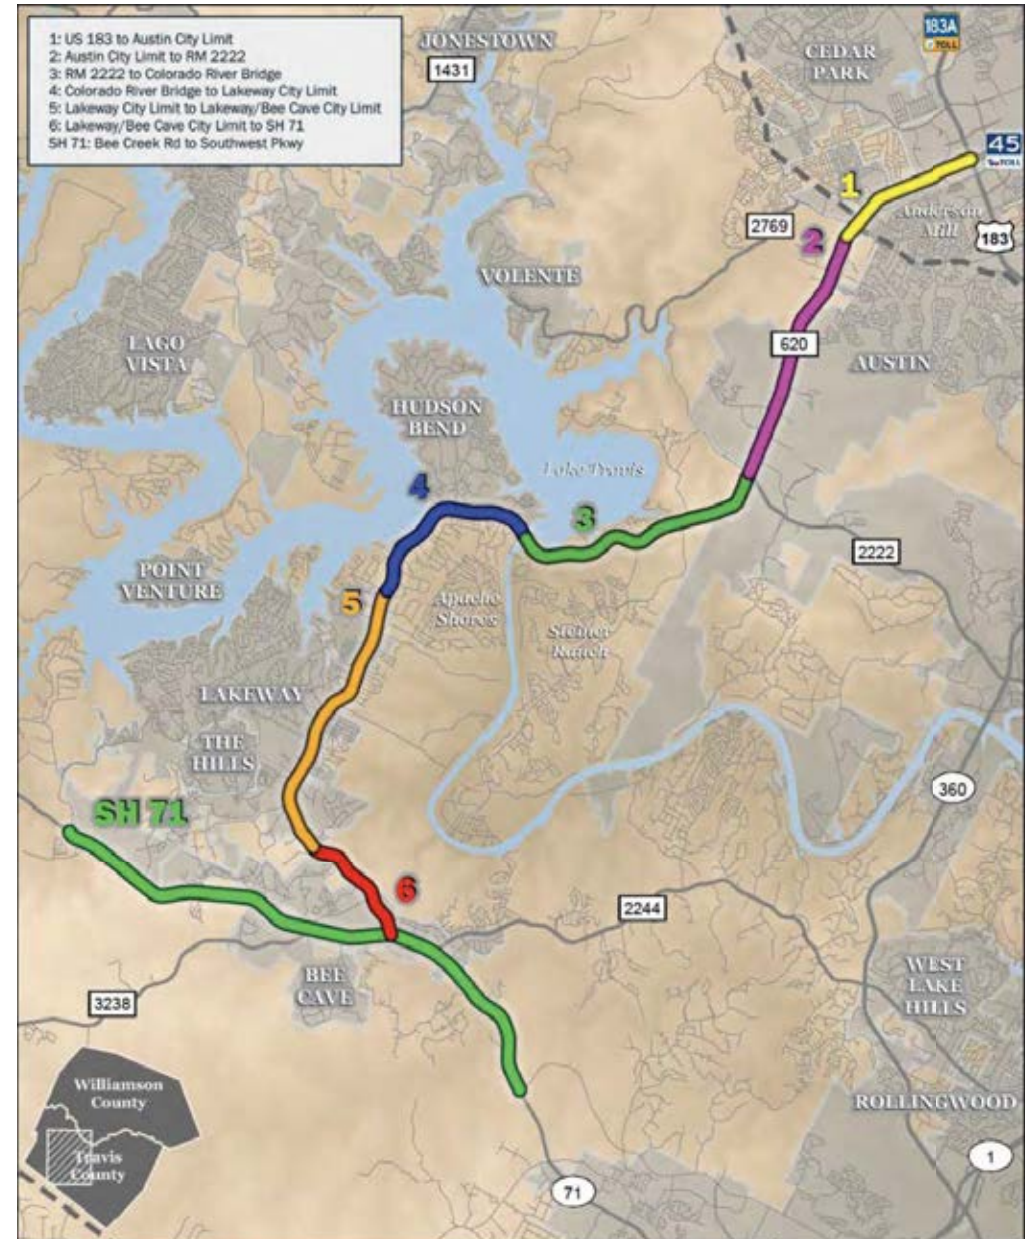 1: US 183 to Austin City Limit
2: Austin City Limit to RM 2222
3: RM 2222 to Colorado River Bridge
4: Colorado River Bridge to Lakeway City Limit
5: Lakeway City Limit to Lakeway/Bee Cave City Limit
6: Lakeway/Bee Cave City Limit to SH 71
SH 71: Bee Creek Rd to Southwest Pkwy
JONESTOWN
1431
CEDAR
PARK
183A
TOLL
45
TOLL
1
Anderson
Mill
183
2769
2
VOLENTE
620
LAGO
VISTA
AUSTIN
HUDSON
BEND
Lake Travis
4
3
2222
POINT
VENTURE
5
Apache
Shores
Steiner
Ranch
LAKEWAY
THE
HILLS
360
SH 71
6
2244
BEE
CAVE
WEST
LAKE
HILLS
3238
Williamson
County
Travis
County
ROLLINGWOOD
1
71